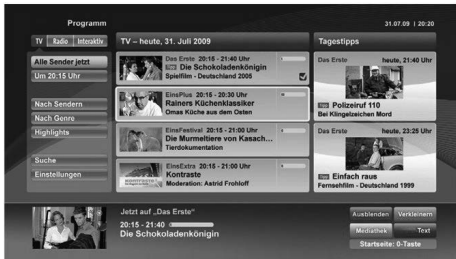 Programm
31.07.09 | 20:20
TV Radio Interaktiv
Alle Sender jetzt
Um 20:15 Uhr
Nach Sendern
Nach Genre
Highlights
Suche
Einstellungen
TV – heute, 31. Juli 2009
Das Erste 20:15 - 21:40 Uhr
Tipp Die Schokoladenkönigin
Spielfilm - Deutschland 2005
EinsPlus 20:15 - 20:30 Uhr
Rainers Küchenklassiker
Omas Küche aus dem Osten
EinsFestival 20:15 - 21:00 Uhr
Die Murmeltiere von Kasach...
Tierdokumentation
EinsExtra 20:15 - 21:00 Uhr
Kontraste
Moderation: Astrid Frohloff
Tagestipps
Das Erste heute, 21:40 Uhr
Polizeiruf 110
Bei Klingelzeichen Mord
Das Erste heute, 23:25 Uhr
Einfach raus
Fernsehfilm - Deutschland 1999
Jetzt auf „Das Erste“
20:15 - 21:40
Die Schokoladenkönigin
Ausblenden Verkleinern
Mediathek Text
Startseite: 0-Taste